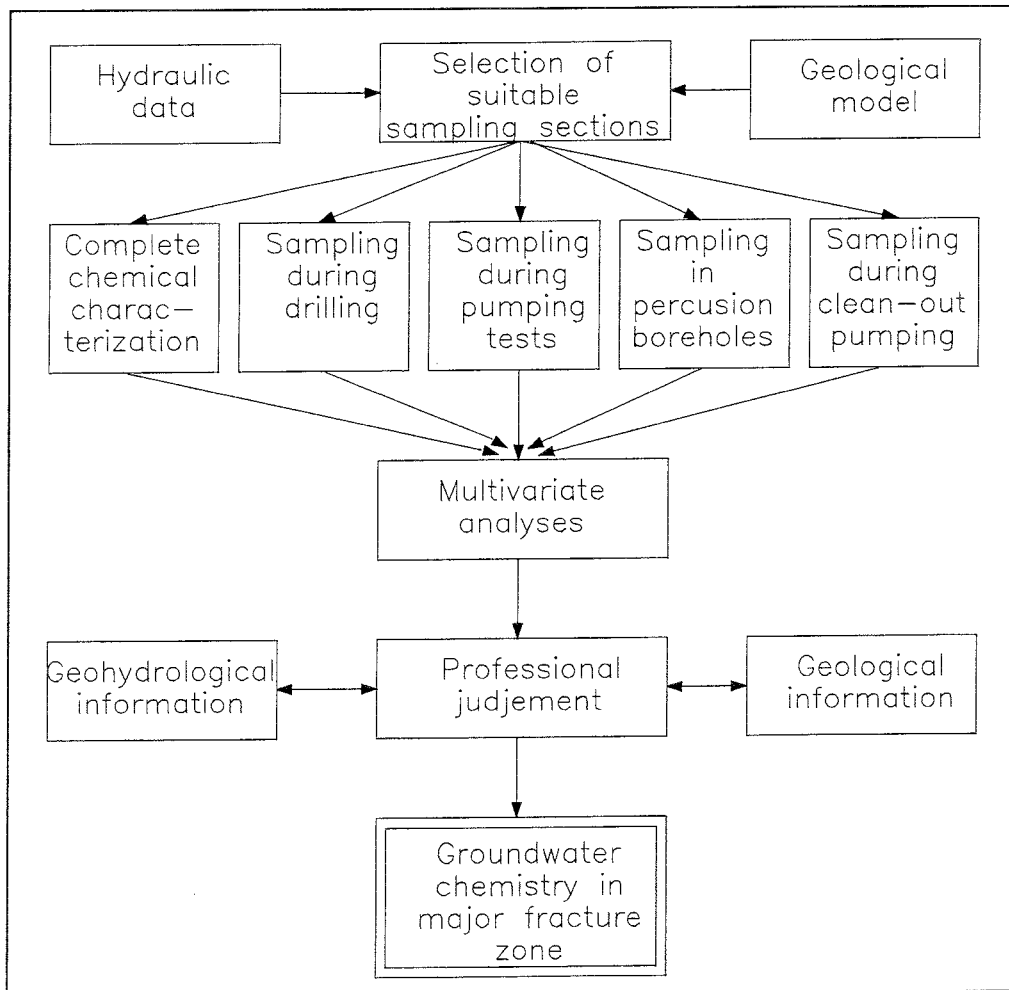 Hydraulic
data
Selection of
suitable
sampling sections
Geological
model
Complete
chemical
charac-
terization
Sampling
during
drilling
Sampling
during
pumping
tests
Sampling
in
percusion
boreholes
Sampling
during
clean-out
pumping
Multivariate
analyses
Geohydrological
information
Professional
judjement
Geological
information
Groundwater
chemistry in
major fracture
zone